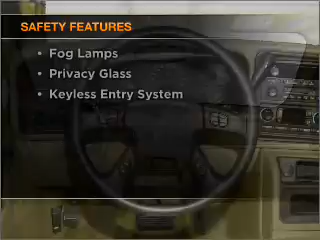 SAFETY FEATURES
• Fog Lamps
• Privacy Glass
• Keyless Entry System